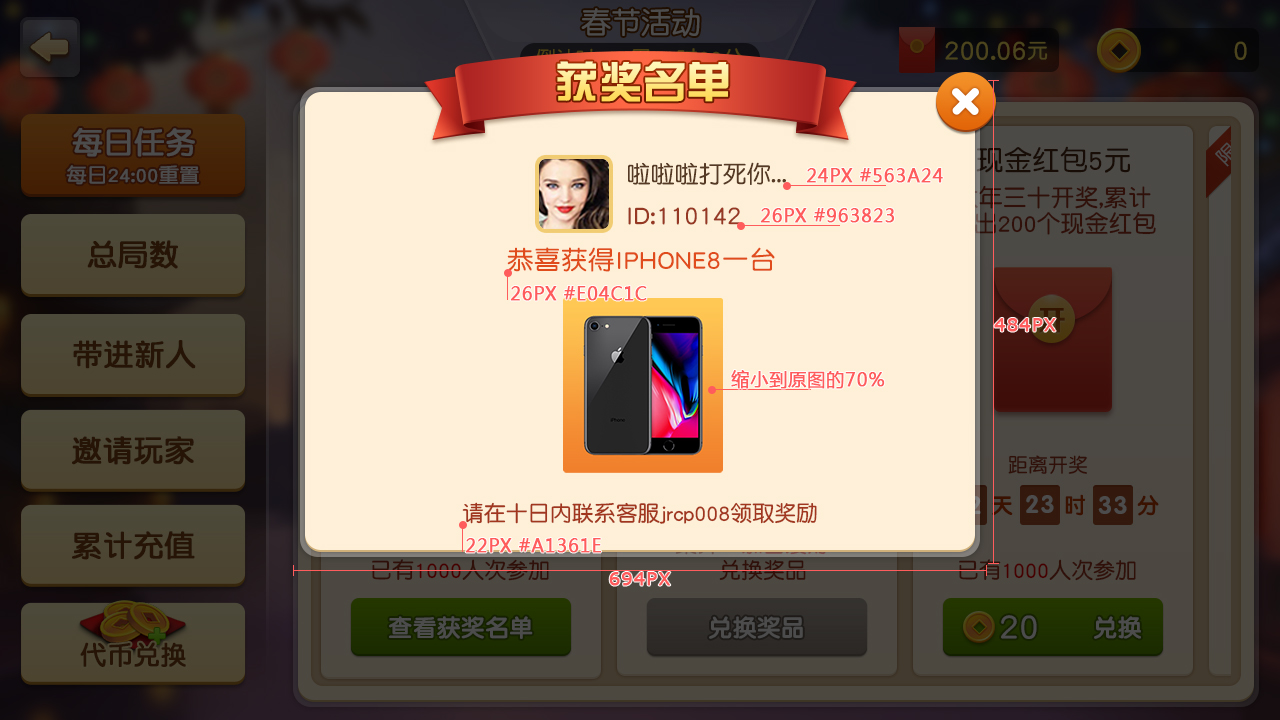 春节活动
200.06元
0
获奖名单
每日任务
每日24:00重置
总局数
带进新人
邀请玩家
累计充值
代币兑换
啦啦啦打死你...
24PX #563A24
ID:110142
26PX #963823
恭喜获得IPHONE8一台
26PX #E04C1C
缩小到原图的70%
iPhone
请在十日内联系客服jrcp008领取奖励
22PX #A1361E
694PX
484PX
现金红包5元
年三十开奖,累计
出200个现金红包
限
开
距离开奖
2天23时33分
已有1000人次参加
兑换奖品
已有1000人次参加
查看获奖名单
兑换奖品
20 兑换